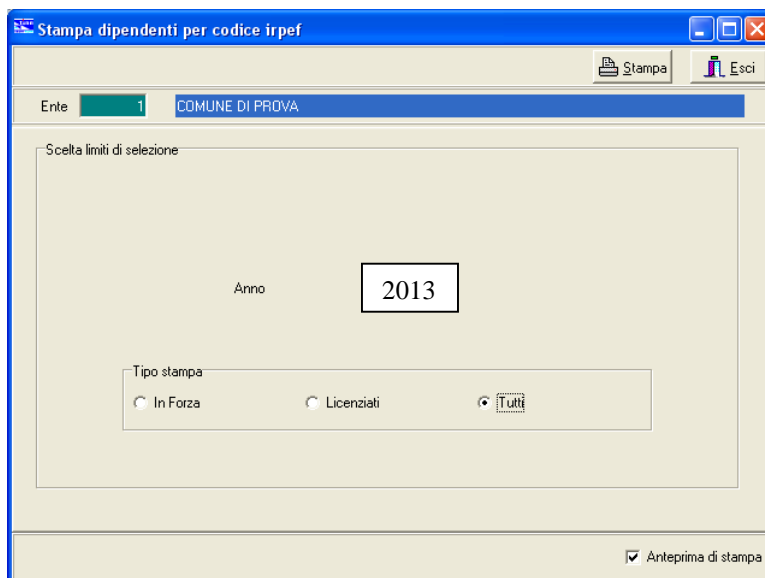 Stampa dipendenti per codice irpef
Stampa Esci
Ente 1 COMUNE DI PROVA
Scelta limiti di selezione
Anno 2013
Tipo stampa
In Forza Licenziati Tutti
Anteprima di stampa